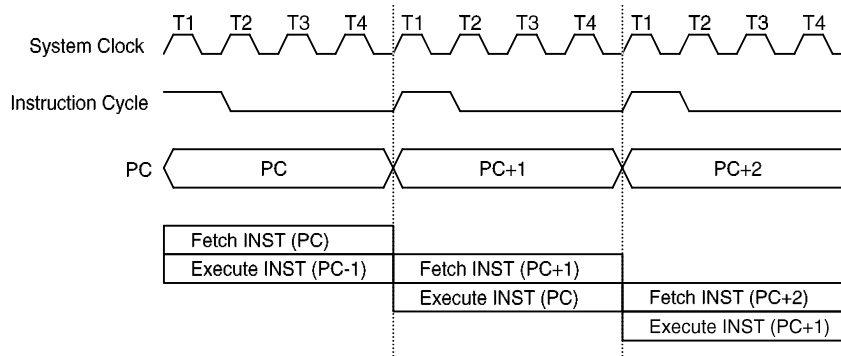 T1 T2 T3 T4 T1 T2 T3 T4 T1 T2 T3 T4
System Clock
Instruction Cycle
PC PC PC+1 PC+2
Fetch INST (PC)
Execute INST (PC-1) Fetch INST (PC+1)
Execute INST (PC) Fetch INST (PC+2)
Execute INST (PC+1)